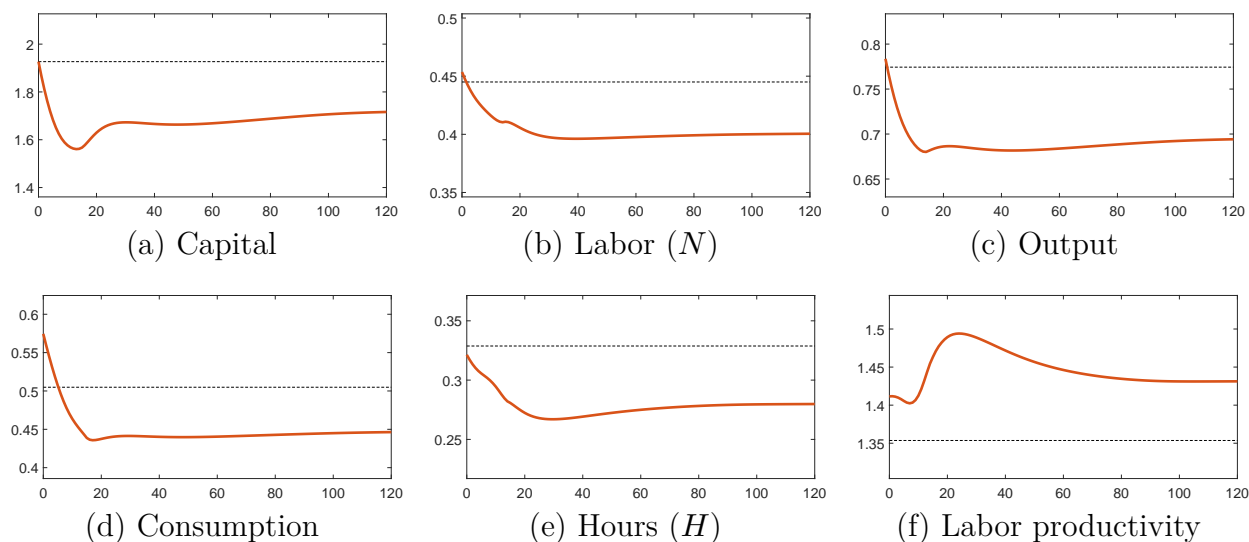 2
1.8
1.6
1.4
0 20 40 60 80 100 120
(a) Capital
0.5
0.45
0.4
0.35
0 20 40 60 80 100 120
(b) Labor (N)
0.8
0.75
0.7
0.65
0 20 40 60 80 100 120
(c) Output
0.6
0.55
0.5
0.45
0.4
0 20 40 60 80 100 120
(d) Consumption
0.35
0.3
0.25
0 20 40 60 80 100 120
(e) Hours (H)
1.5
1.45
1.4
1.35
0 20 40 60 80 100 120
(f) Labor productivity